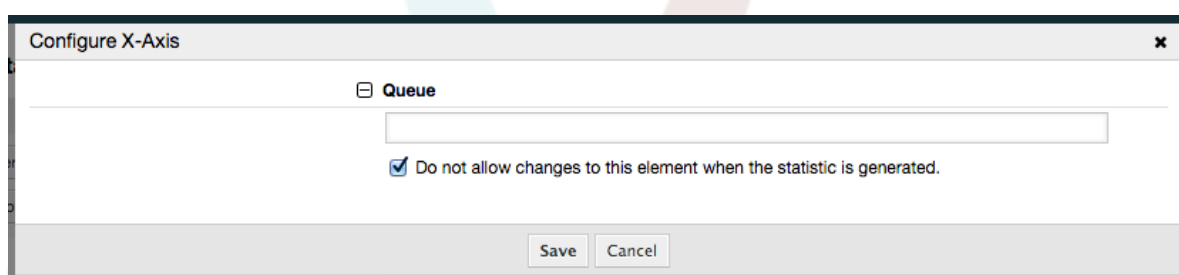 Configure X-Axis
Queue
Do not allow changes to this element when the statistic is generated.
Save Cancel